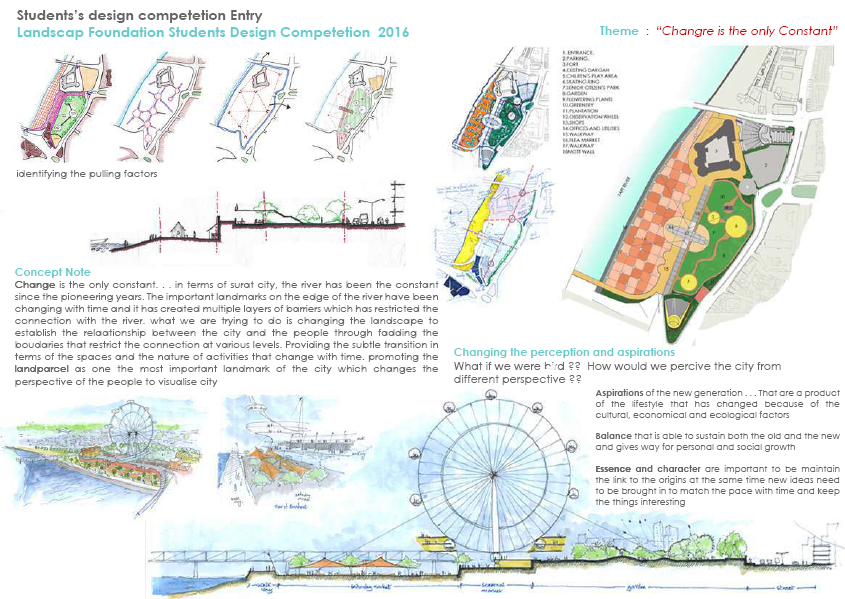 Students's design competetion Entry
Landscap Foundation Students Design Competetion 2016
Theme : "Changre is the only Constant"
1. ENTRANCE.
2.PARKING.
3.FORT
4.EXISTING DARGAH
5.CHILREN'S PLAY AREA
6.SKATING RING
7.SENIOR CITIZEN'S PARK
8.GARDEN
9.FLOWERING PLANTS
10.GREENERY
11.PLANTATION
12.OBSERVATION WHEEL
13.SHOPS
14.OFFICES AND UTILITIES
15.WALKWAY
16.FLEA MARKET
17.WALKWAY
18MOTT WALL
TAPI RIVER
identifying the pulling factors
Concept Note
Change is the only constant. . . in terms of surat city, the river has been the constant
since the pioneering years. The important landmarks on the edge of the river have been
changing with time and it has created multiple layers of barriers which has restricted the
connection with the river. what we are trying to do is changing the landscape to
establish the relaationship between the city and the people through fadding the
boudaries that restrict the connection at various levels. Providing the subtle transition in
terms of the spaces and the nature of activities that change with time. promoting the
landparcel as one the most important landmark of the city which changes the
perspective of the people to visualise city
Changing the perception and aspirations
What if we were bird ?? How would we percive the city from
different perspective ??
Aspirations of the new generation . . . That are a product
of the lifestyle that has changed because of the
cultural, economical and ecological factors
Balance that is able to sustain both the old and the new
and gives way for personal and social growth
Essence and character are important to be maintain
the link to the origins at the same time new ideas need
to be brought in to match the pace with time and keep
the things interesting
walk way
saturday market
seasonal market
garden
street